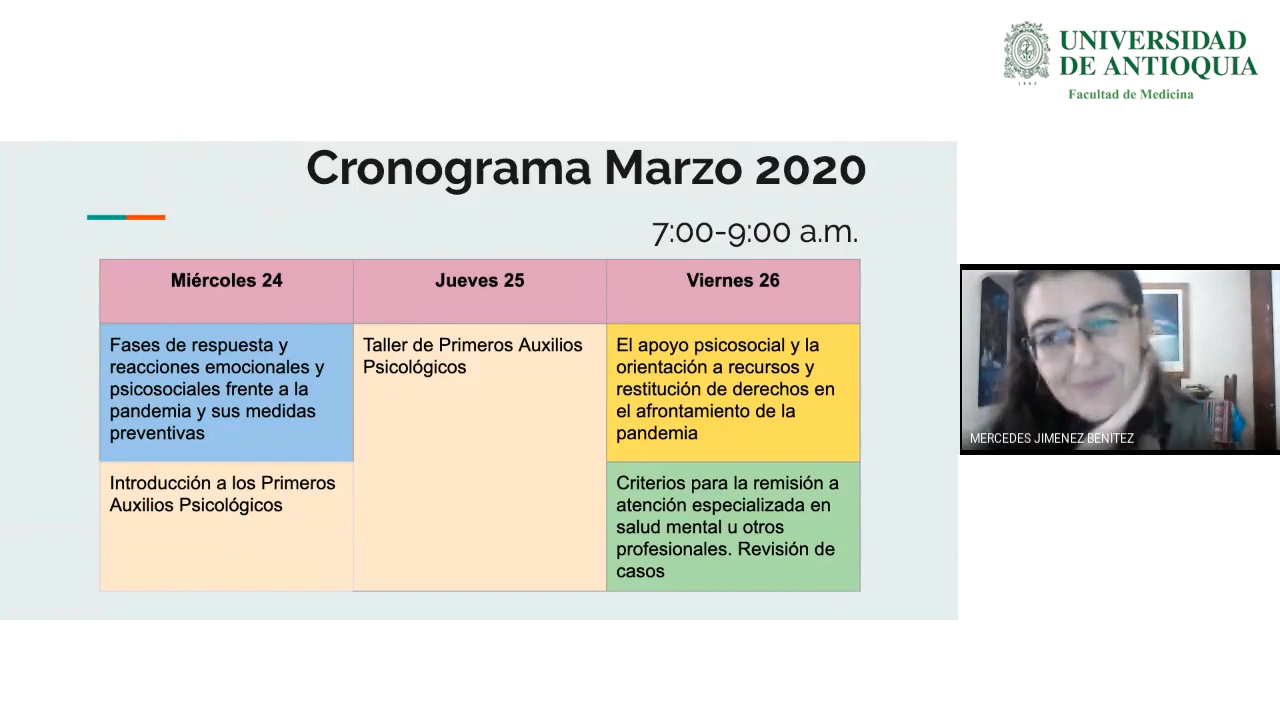 UNIVERSIDAD
DE ANTIOQUIA
1803
Facultad de Medicina
Cronograma Marzo 2020
7:00-9:00 a.m.
Miércoles 24
Jueves 25
Viernes 26
Fases de respuesta y
reacciones emocionales y
psicosociales frente a la
pandemia y sus medidas
preventivas
Taller de Primeros Auxilios
Psicológicos
El apoyo psicosocial y la
orientación a recursos y
restitución de derechos en
el afrontamiento de la
pandemia
Introducción a los Primeros
Auxilios Psicológicos
Criterios para la remisión a
atención especializada en
salud mental u otros
profesionales. Revisión de
casos
MERCEDES JIMENEZ BENITEZ